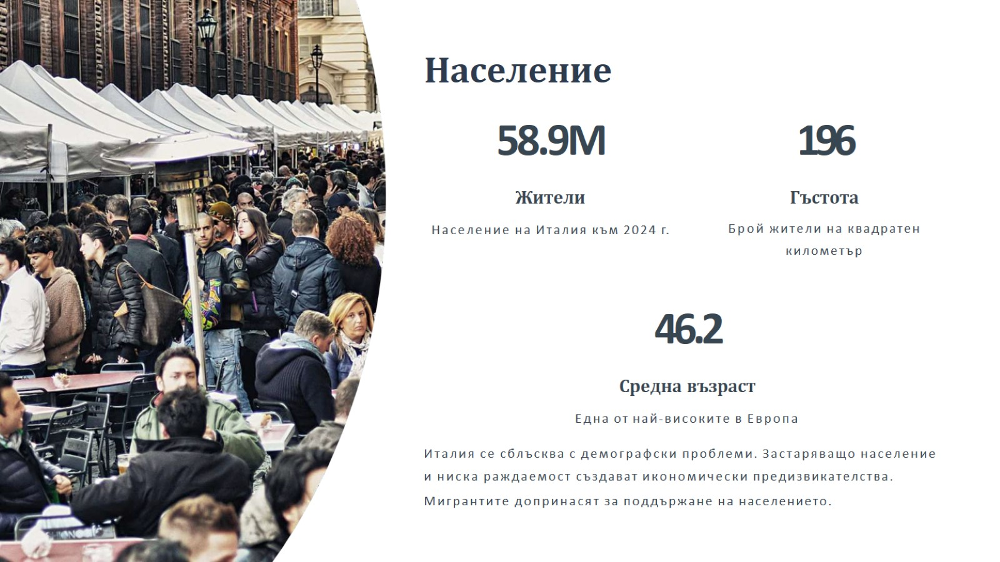 Население
58.9M
196
Жители
Гъстота
Население на Италия към 2024 г.
Брой жители на квадратен
километър
46.2
Средна възраст
Една от най-високите в Европа
Италия се сблъсква с демографски проблеми. Застаряващо население
и ниска раждаемост създават икономически предизвикателства.
Мигрантите допринасят за поддържане на населението.